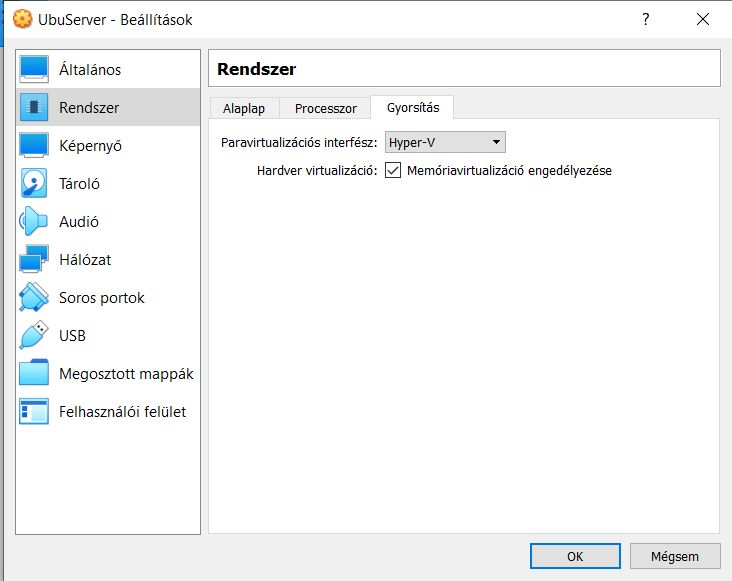 UbuServer - Beállítások
?
Általános
Rendszer
Képernyő
Tároló
Audió
Hálózat
Soros portok
USB
Megosztott mappák
Felhasználói felület
Rendszer
Alaplap Processzor Gyorsítás
Paravirtualizációs interfész: Hyper-V
Hardver virtualizáció: Memóriavirtualizáció engedélyezése
OK Mégsem